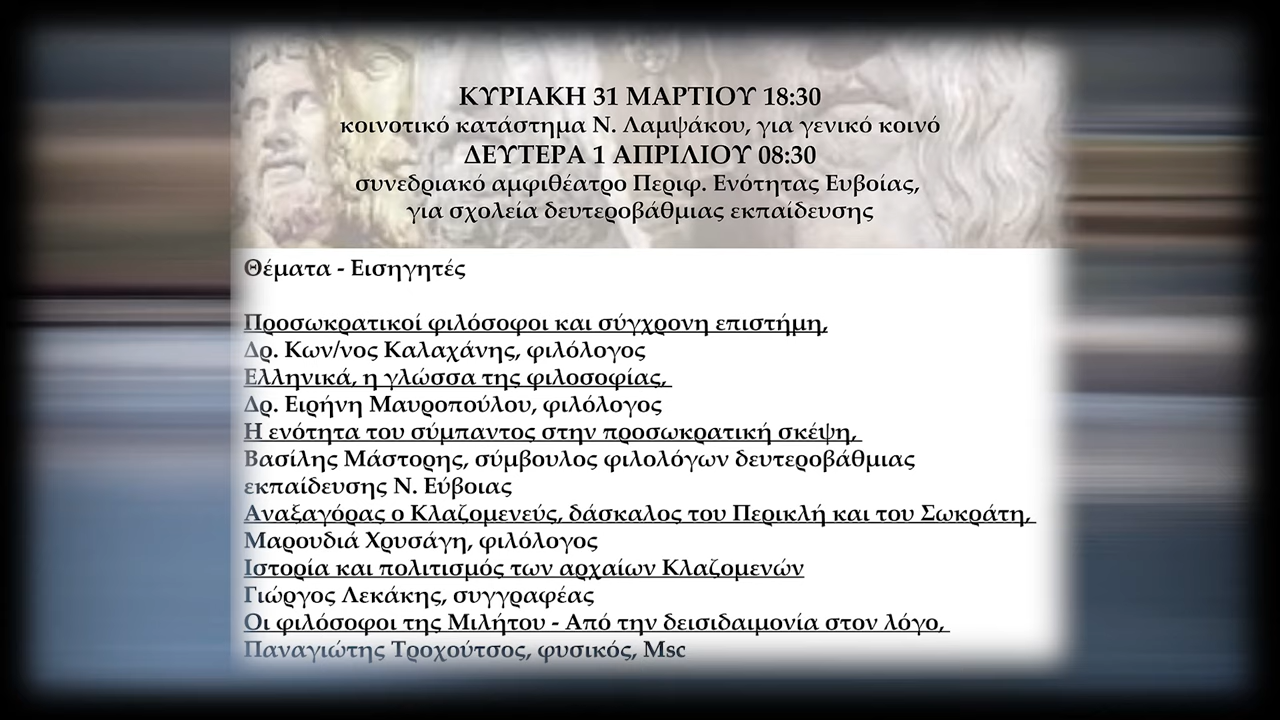 ΚΥΡΙΑΚΗ 31 ΜΑΡΤΙΟΥ 18:30
κοινοτικό κατάστημα Ν. Λαμψάκου, για γενικό κοινό
ΔΕΥΤΕΡΑ 1 ΑΠΡΙΛΙΟΥ 08:30
συνεδριακό αμφιθέατρο Περιφ. Ενότητας Ευβοίας,
για σχολεία δευτεροβάθμιας εκπαίδευσης
Θέματα - Εισηγητές
Προσωκρατικοί φιλόσοφοι και σύγχρονη επιστήμη,
Δρ. Κων/νος Καλαχάνης, φιλόλογος
Ελληνικά, η γλώσσα της φιλοσοφίας,
Δρ. Ειρήνη Μαυροπούλου, φιλόλογος
Η ενότητα του σύμπαντος στην προσωκρατική σκέψη,
Βασίλης Μάστορης, σύμβουλος φιλολόγων δευτεροβάθμιας
εκπαίδευσης Ν. Εύβοιας
Αναξαγόρας ο Κλαζομενεύς, δάσκαλος του Περικλή και του Σωκράτη,
Μαρουδιά Χρυσάγη, φιλόλογος
Ιστορία και πολιτισμός των αρχαίων Κλαζομενών
Γιώργος Λεκάκης, συγγραφέας
Οι φιλόσοφοι της Μιλήτου - Από την δεισιδαιμονία στον λόγο,
Παναγιώτης Τροχούτσος, φυσικός, Msc